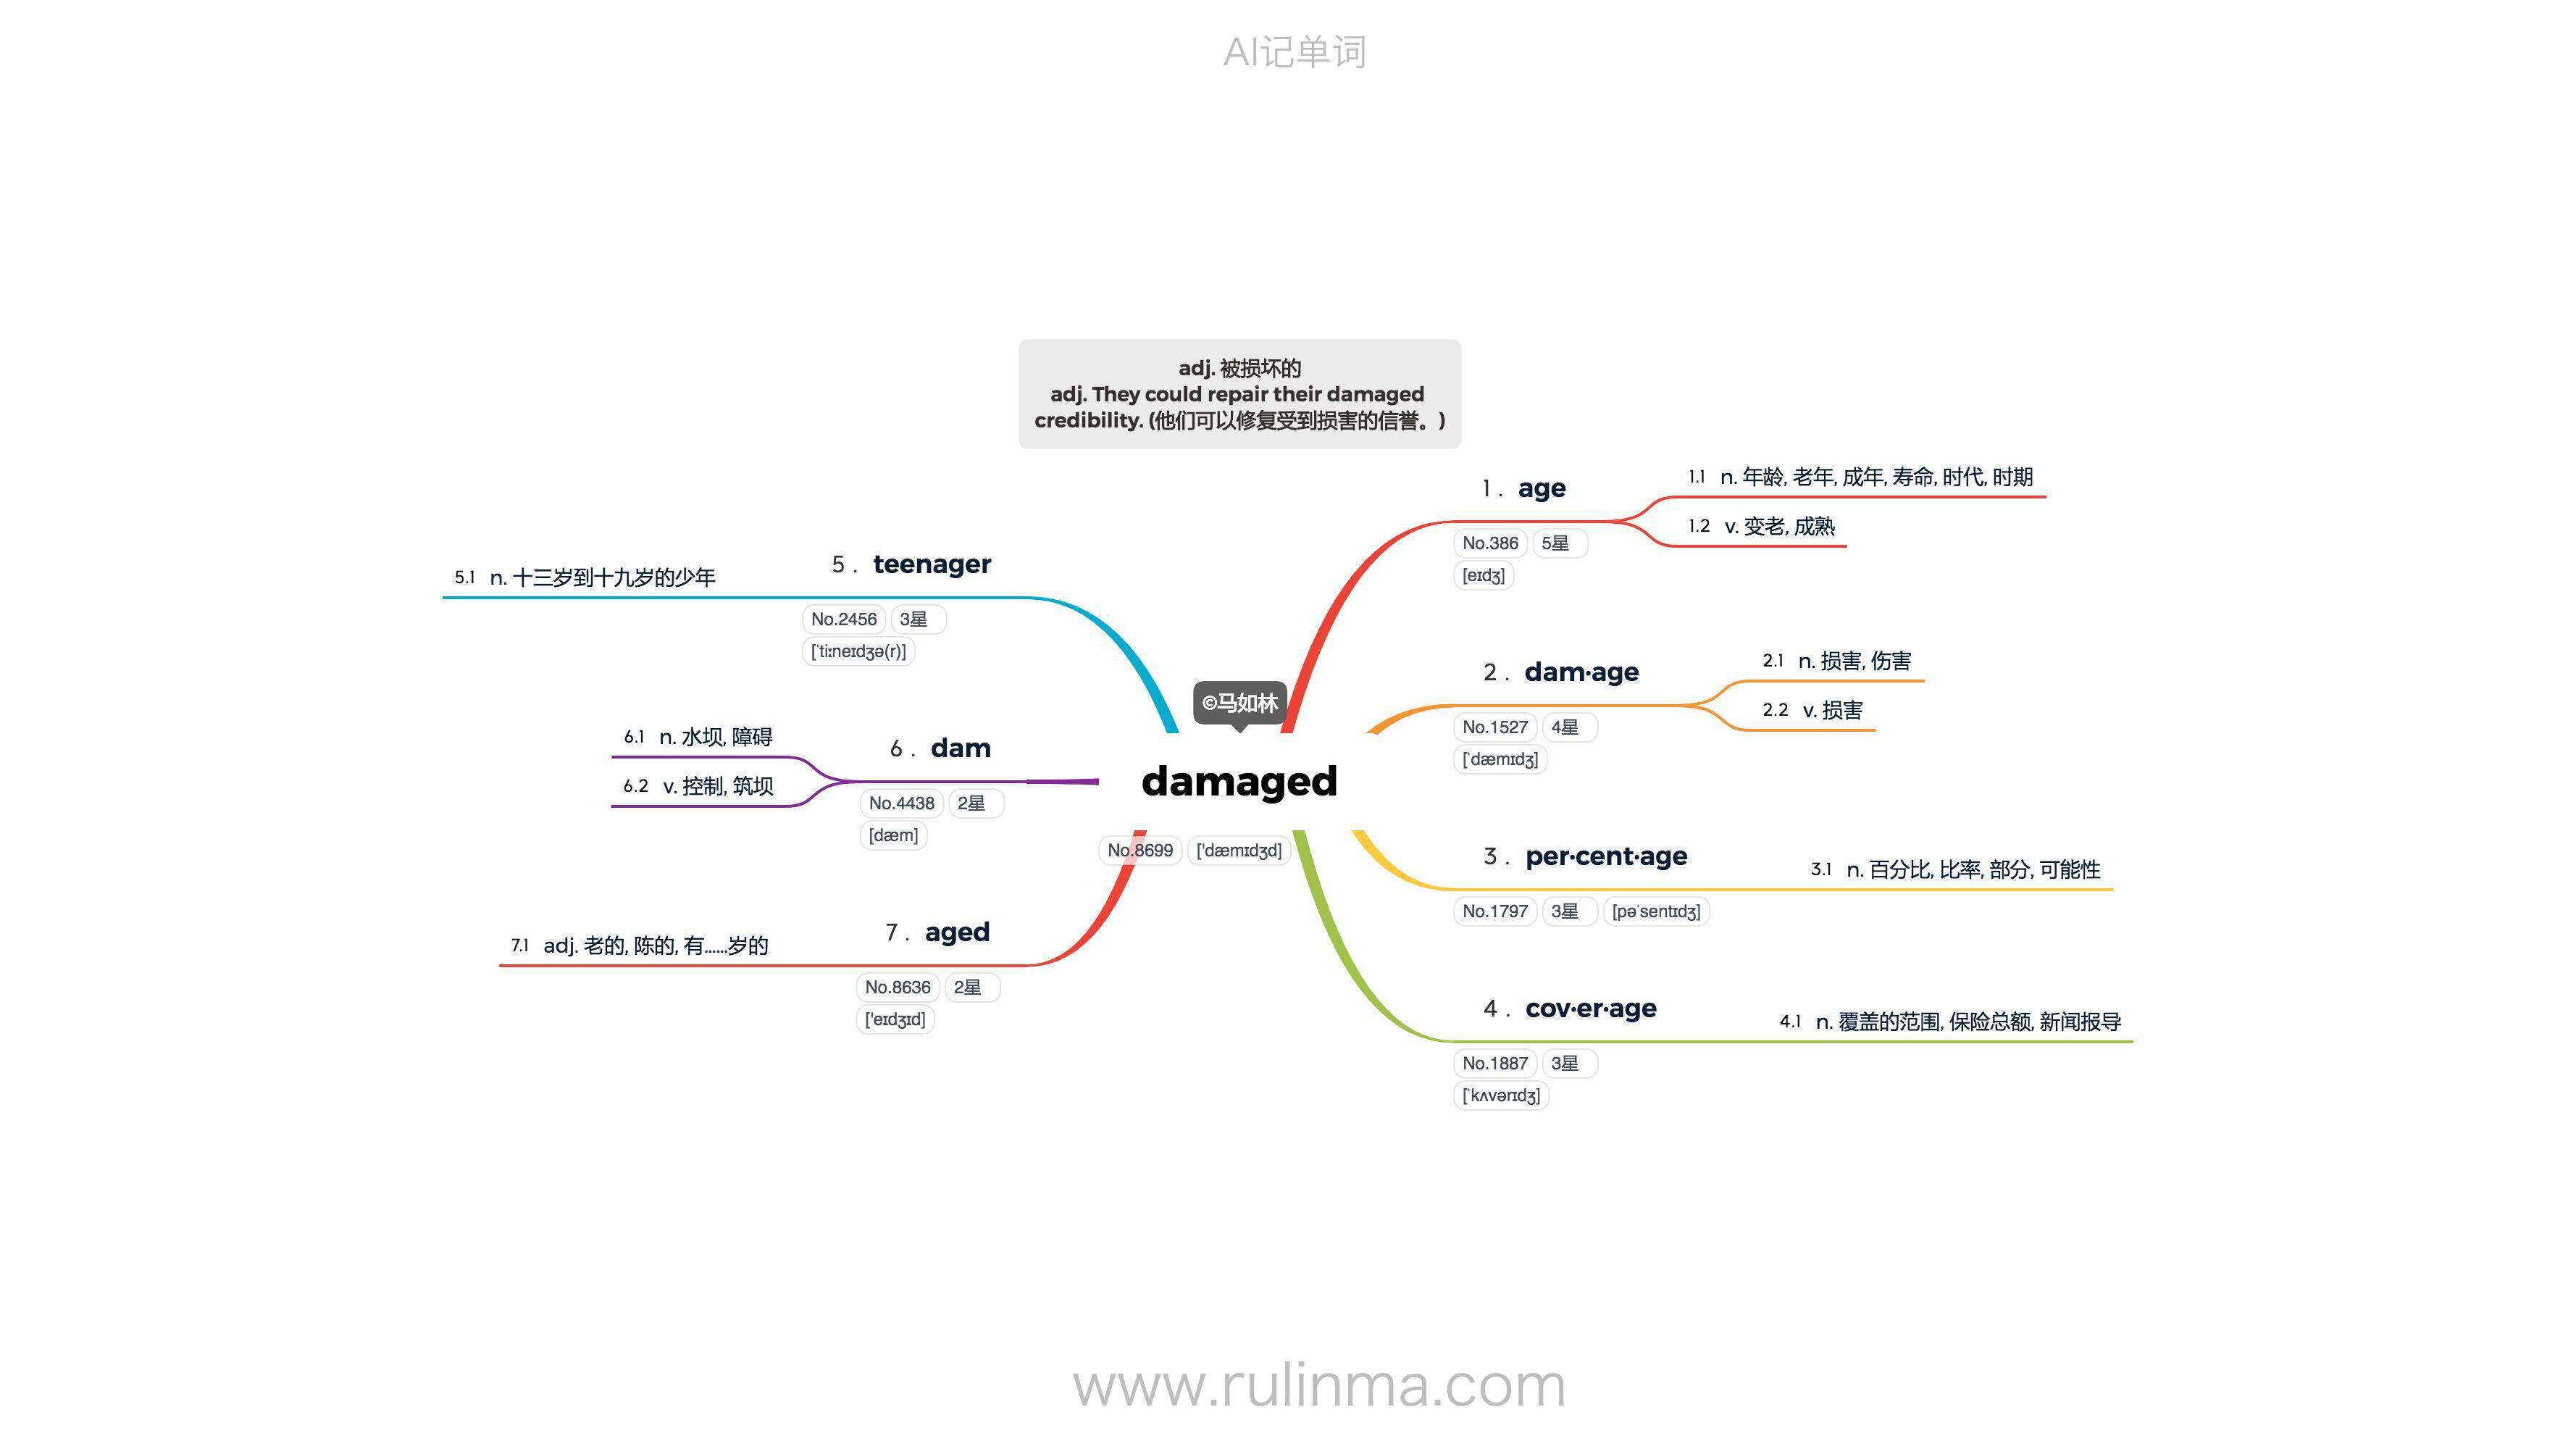 AI记单词
adj. 被损坏的
adj. They could repair their damaged
credibility. (他们可以修复受到损害的信誉。)
©马如林
damaged
No.8699 ['dæmɪdʒd]
1 . age
No.386 5星
[eɪdʒ]
1.1 n. 年龄, 老年, 成年, 寿命, 时代, 时期
1.2 v. 变老, 成熟
2 . dam·age
No.1527 4星
[ˈdæmɪdʒ]
2.1 n. 损害, 伤害
2.2 v. 损害
3 . per·cent·age
No.1797 3星 [pəˈsentɪdʒ]
3.1 n. 百分比, 比率, 部分, 可能性
4 . cov·er·age
No.1887 3星
[ˈkʌvərɪdʒ]
4.1 n. 覆盖的范围, 保险总额, 新闻报导
5 . teenager
No.2456 3星
[ˈtiːneɪdʒə(r)]
5.1 n. 十三岁到十九岁的少年
6 . dam
No.4438 2星
[dæm]
6.1 n. 水坝, 障碍
6.2 v. 控制, 筑坝
7 . aged
No.8636 2星
['eɪdʒɪd]
7.1 adj. 老的, 陈的, 有......岁的
www.rulinma.com